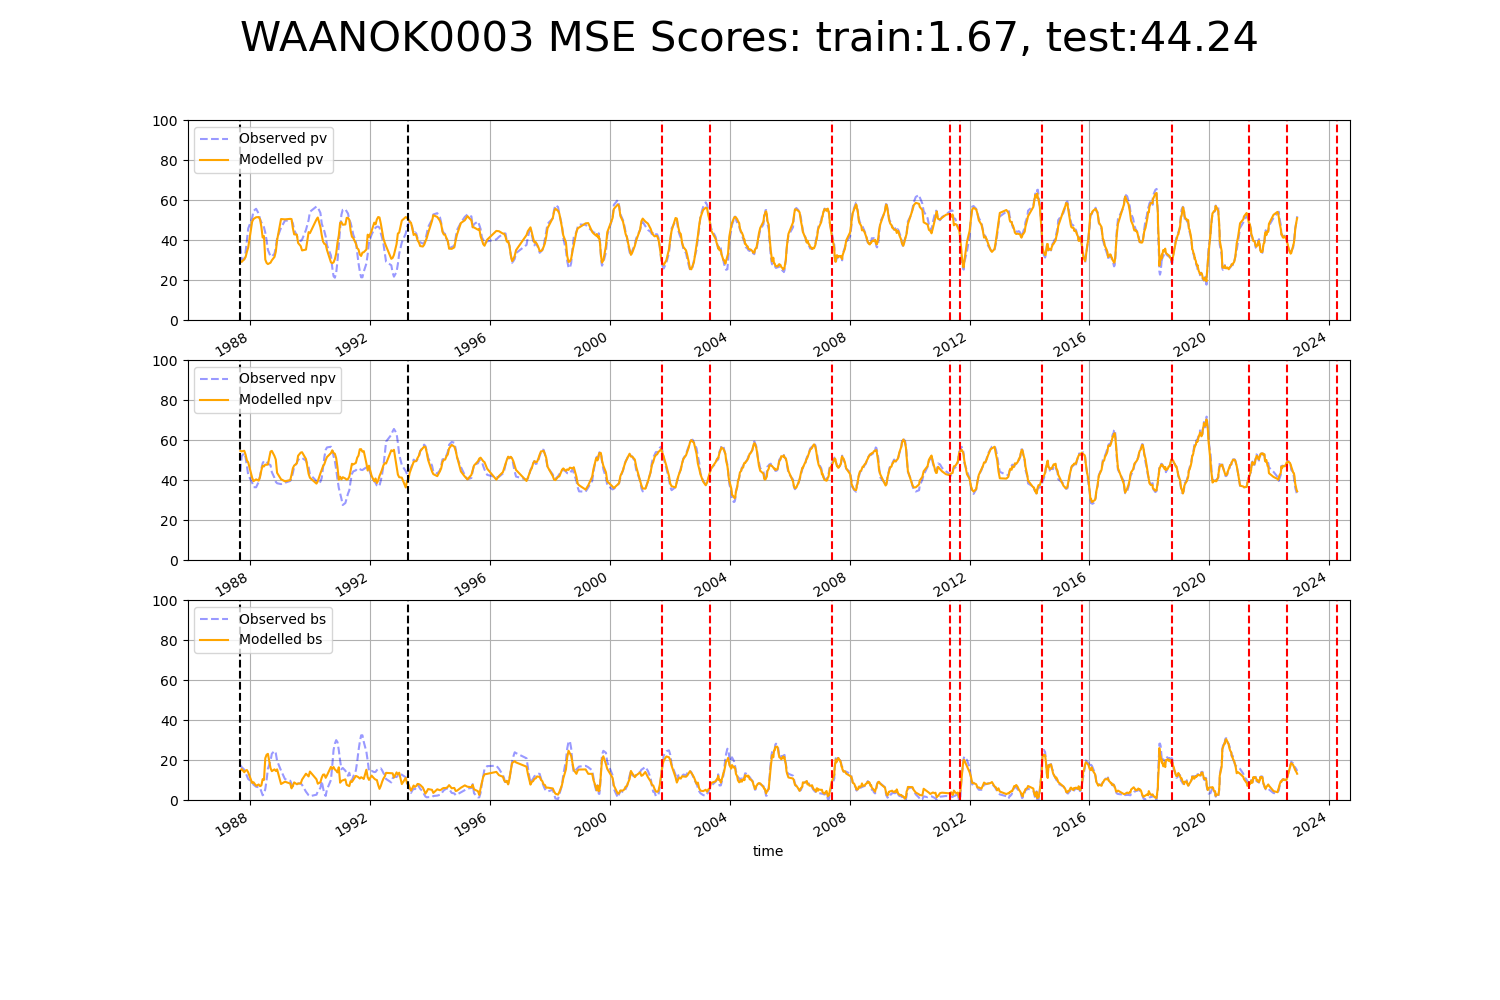 WAANOK0003 MSE Scores: train:1.67, test:44.24
100
80
60
40
20
0
Observed pv
Modelled pv
1988 1992 1996 2000 2004 2008 2012 2016 2020 2024
100
80
60
40
20
0
Observed npv
Modelled npv
1988 1992 1996 2000 2004 2008 2012 2016 2020 2024
100
80
60
40
20
0
Observed bs
Modelled bs
1988 1992 1996 2000 2004 2008 2012 2016 2020 2024
time